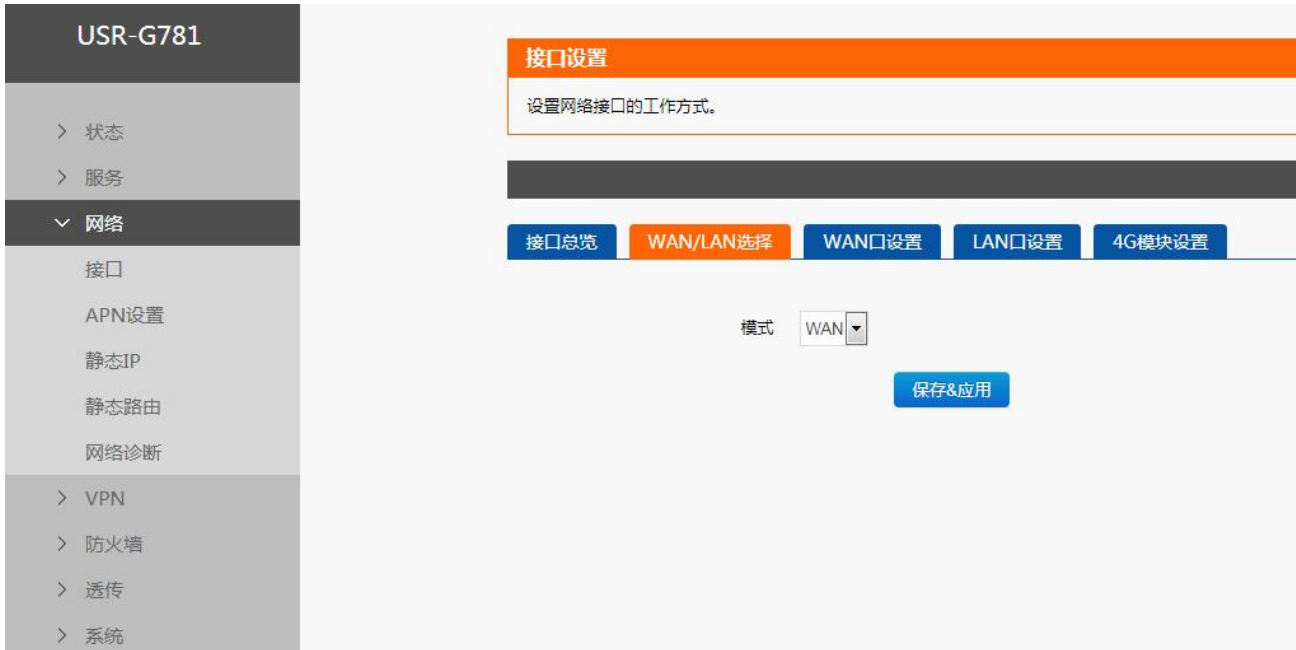 USR-G781
状态
服务
网络
接口
APN设置
静态IP
静态路由
网络诊断
VPN
防火墙
透传
系统
接口设置
设置网络接口的工作方式。
接口总览 WAN/LAN选择 WAN口设置 LAN口设置 4G模块设置
模式 WAN
保存&应用